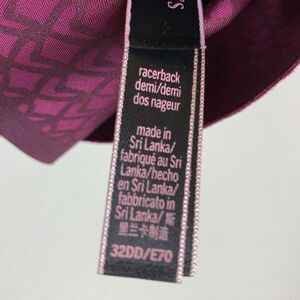 racerback
demi/demi
dos nageur
made in
Sri Lanka/
fabriqué au Sri
Lanka/hecho
en Sri Lanka/
fabbricato in
Sri Lanka/ 斯
里兰卡制造
32DD/E70